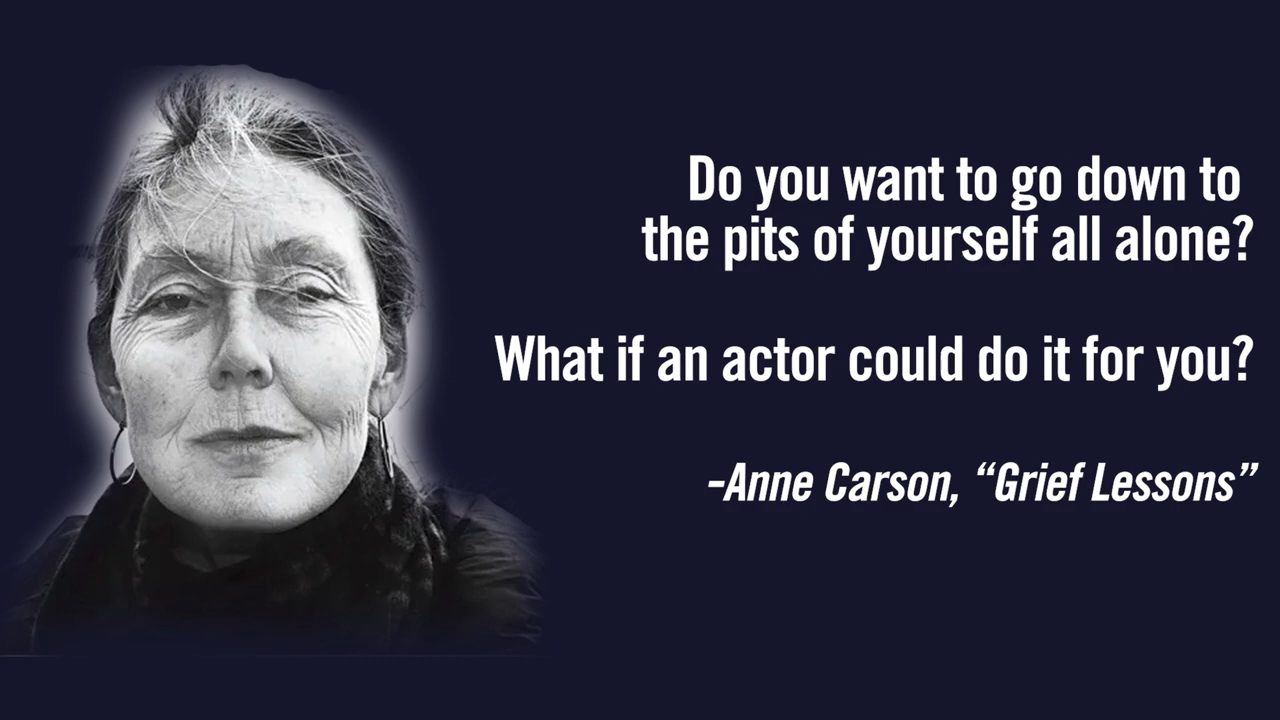 Do you want to go down to
the pits of yourself all alone?
What if an actor could do it for you?
-Anne Carson, “Grief Lessons”